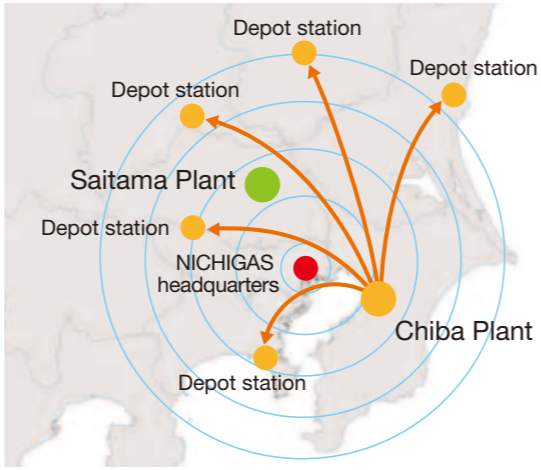 Depot station
Depot station
Depot station
Saitama Plant
Depot station
NICHIGAS
headquarters
Chiba Plant
Depot station